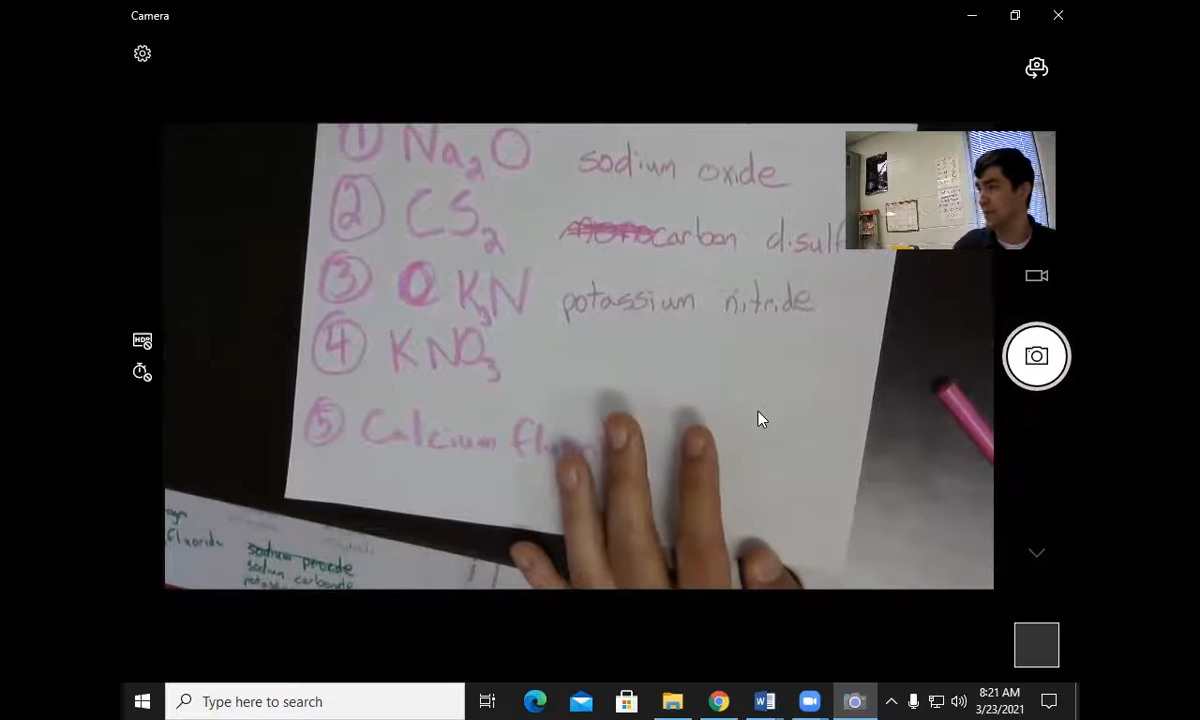 Camera
① Na₂O sodium oxide
② CS₂ carbon disulf
③ K₃N potassium nitride
④ KNO₃
⑤ Calcium
fluoride
sodium
sodium carbonate
Type here to search
8:21 AM
3/23/2021